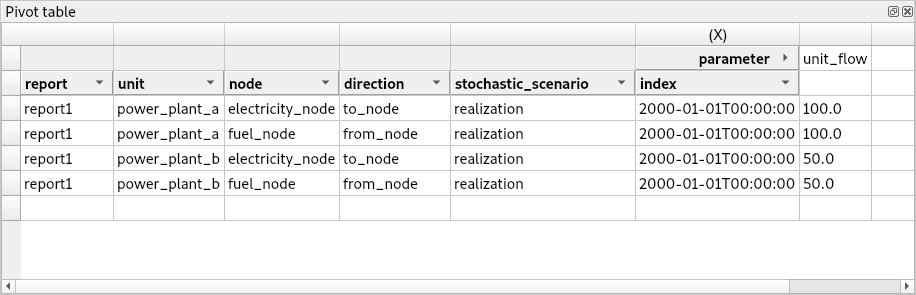 Pivot table
(X)
parameter unit_flow
report unit node direction stochastic_scenario index
report1 power_plant_a electricity_node to_node realization 2000-01-01T00:00:00 100.0
report1 power_plant_a fuel_node from_node realization 2000-01-01T00:00:00 100.0
report1 power_plant_b electricity_node to_node realization 2000-01-01T00:00:00 50.0
report1 power_plant_b fuel_node from_node realization 2000-01-01T00:00:00 50.0